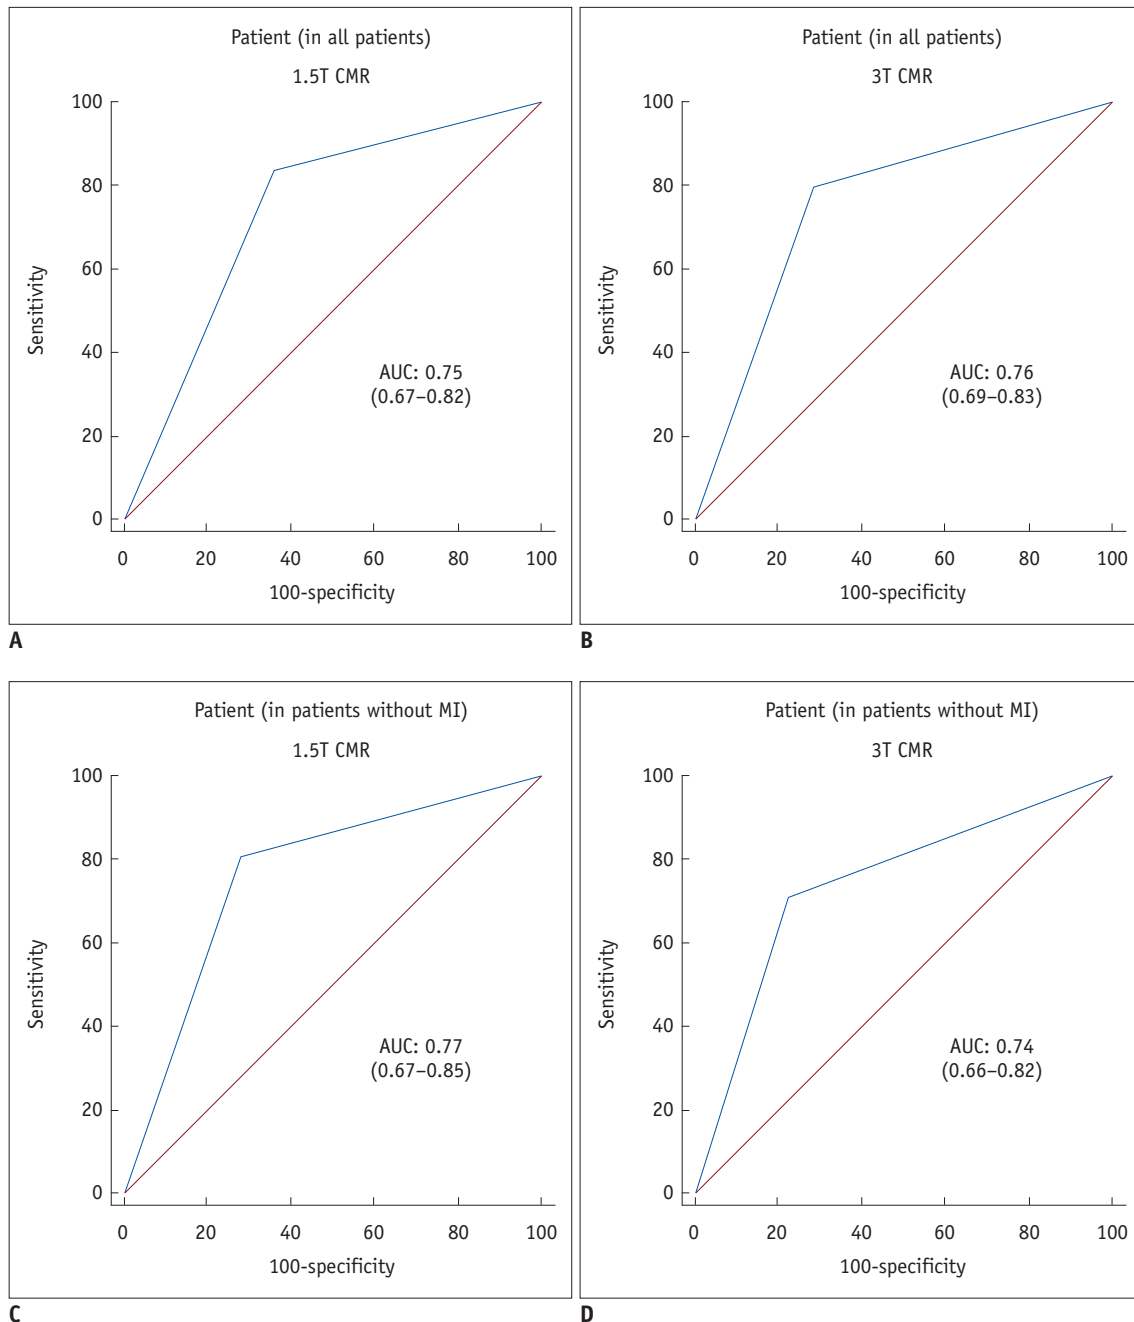 Patient (in all patients)
1.5T CMR
100
80
60
40
20
0
Sensitivity
AUC: 0.75
(0.67–0.82)
0 20 40 60 80 100
100-specificity
A
Patient (in all patients)
3T CMR
100
80
60
40
20
0
Sensitivity
AUC: 0.76
(0.69–0.83)
0 20 40 60 80 100
100-specificity
B
Patient (in patients without MI)
1.5T CMR
100
80
60
40
20
0
Sensitivity
AUC: 0.77
(0.67–0.85)
0 20 40 60 80 100
100-specificity
C
Patient (in patients without MI)
3T CMR
100
80
60
40
20
0
Sensitivity
AUC: 0.74
(0.66–0.82)
0 20 40 60 80 100
100-specificity
D